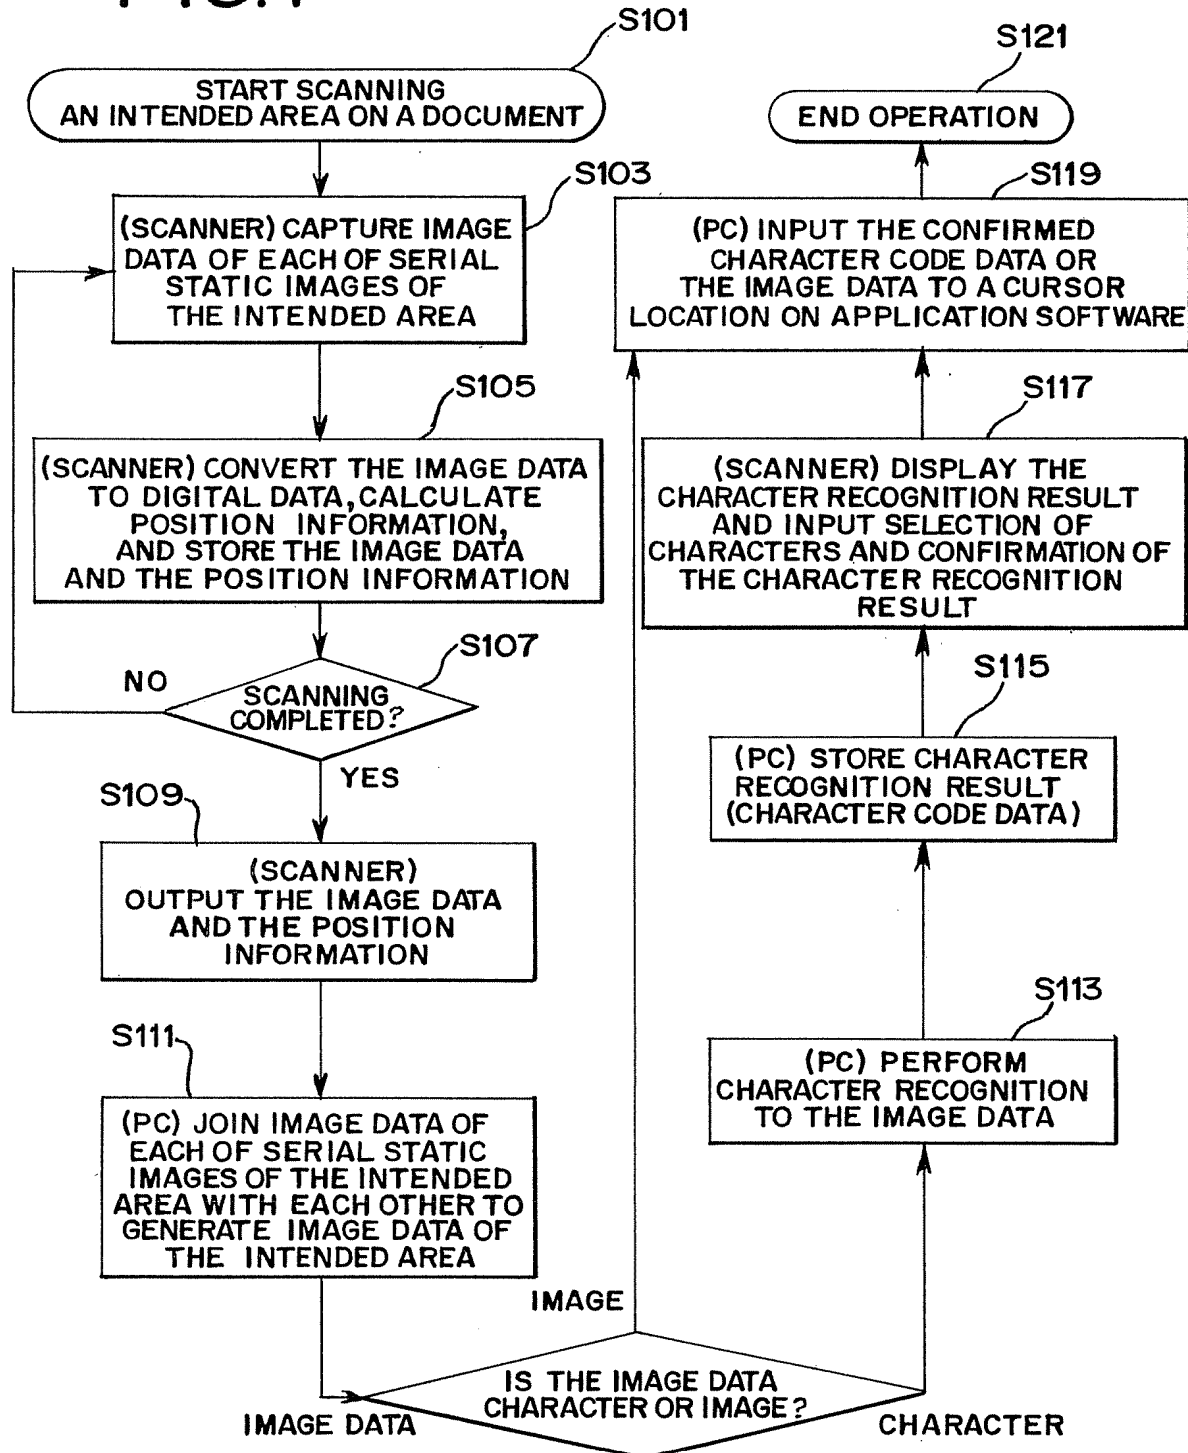 S101
START SCANNING
AN INTENDED AREA ON A DOCUMENT
S103
(SCANNER) CAPTURE IMAGE
DATA OF EACH OF SERIAL
STATIC IMAGES OF
THE INTENDED AREA
S105
(SCANNER) CONVERT THE IMAGE DATA
TO DIGITAL DATA, CALCULATE
POSITION INFORMATION,
AND STORE THE IMAGE DATA
AND THE POSITION INFORMATION
S107
NO
SCANNING
COMPLETED?
YES
S109
(SCANNER)
OUTPUT THE IMAGE DATA
AND THE POSITION
INFORMATION
S111
(PC) JOIN IMAGE DATA OF
EACH OF SERIAL STATIC
IMAGES OF THE INTENDED
AREA WITH EACH OTHER TO
GENERATE IMAGE DATA OF
THE INTENDED AREA
IMAGE DATA
IS THE IMAGE DATA
CHARACTER OR IMAGE?
IMAGE
CHARACTER
S113
(PC) PERFORM
CHARACTER RECOGNITION
TO THE IMAGE DATA
S115
(PC) STORE CHARACTER
RECOGNITION RESULT
(CHARACTER CODE DATA)
S117
(SCANNER) DISPLAY THE
CHARACTER RECOGNITION RESULT
AND INPUT SELECTION OF
CHARACTERS AND CONFIRMATION OF
THE CHARACTER RECOGNITION
RESULT
S119
(PC) INPUT THE CONFIRMED
CHARACTER CODE DATA OR
THE IMAGE DATA TO A CURSOR
LOCATION ON APPLICATION SOFTWARE
S121
END OPERATION